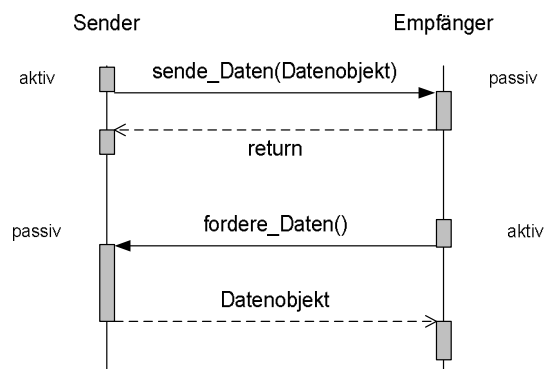 Sender
Empfänger
aktiv
sende_Daten(Datenobjekt)
passiv
return
passiv
fordere_Daten()
aktiv
Datenobjekt